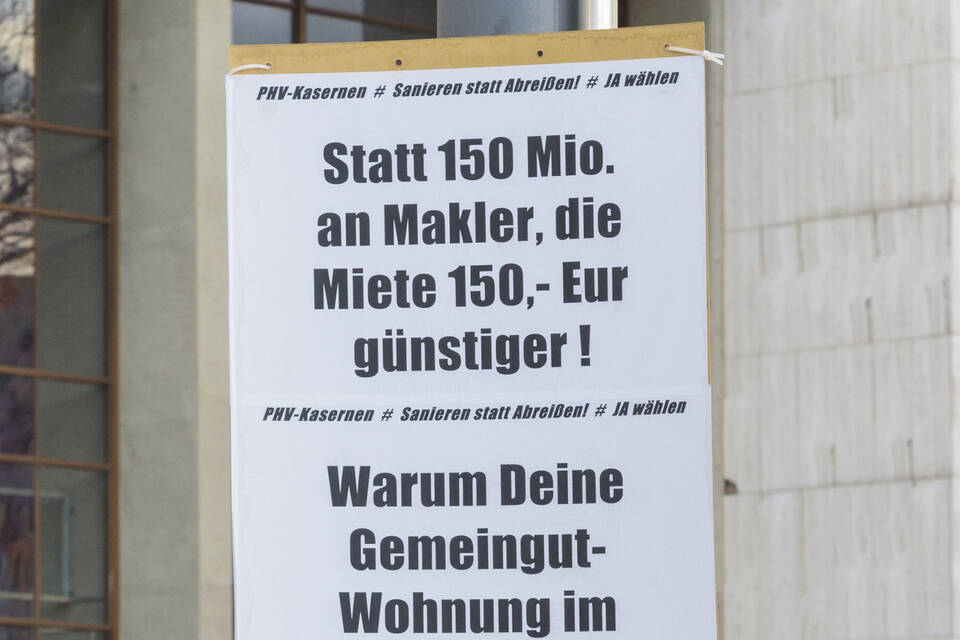 PHV-Kasernen # Sanieren statt Abreißen! # JA wählen
Statt 150 Mio.
an Makler, die
Miete 150,- Eur
günstiger !
PHV-Kasernen # Sanieren statt Abreißen! # JA wählen
Warum Deine
Gemeingut-
Wohnung im